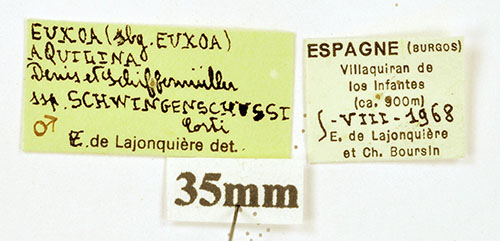 EUXOA (sbg. EUXOA)
AQUILINA
Denis et Schiffermüller
ssp. SCHWINGENSCHUSSI
Corti
♂
E. de Lajonquière det.
ESPAGNE (BURGOS)
Villaquiran de
los Infantes
(ca. 900m)
5-VIII-1968
E. de Lajonquière
et Ch. Boursin
35mm